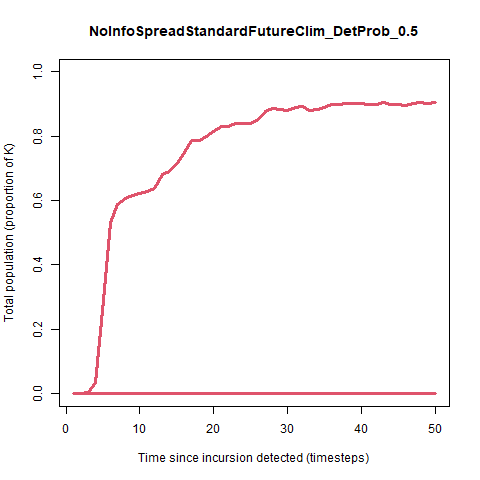 NoInfoSpreadStandardFutureClim_DetProb_0.5
Total population (proportion of K)
1.0
0.8
0.6
0.4
0.2
0.0
0 10 20 30 40 50
Time since incursion detected (timesteps)